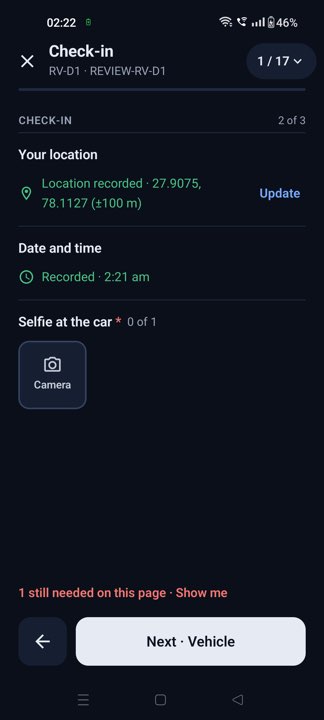 02:22
46%
Check-in
RV-D1 · REVIEW-RV-D1
1 / 17
CHECK-IN
2 of 3
Your location
Location recorded · 27.9075,
78.1127 (±100 m)
Update
Date and time
Recorded · 2:21 am
Selfie at the car * 0 of 1
Camera
1 still needed on this page · Show me
Next · Vehicle